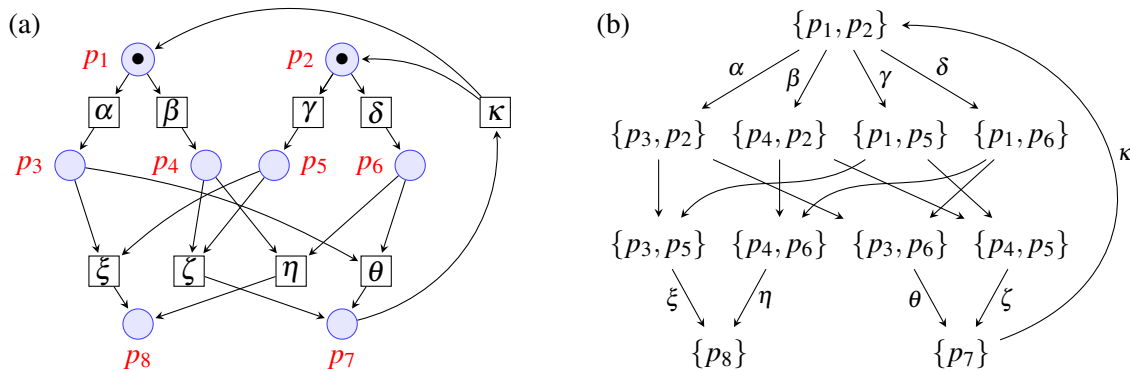 (a)
p1
p2
α β γ δ κ
p3 p4 p5 p6
ξ ζ η θ
p8 p7
(b)
{p1, p2}
α β γ δ
{p3, p2} {p4, p2} {p1, p5} {p1, p6}
κ
{p3, p5} {p4, p6} {p3, p6} {p4, p5}
ξ η θ ζ
{p8} {p7}